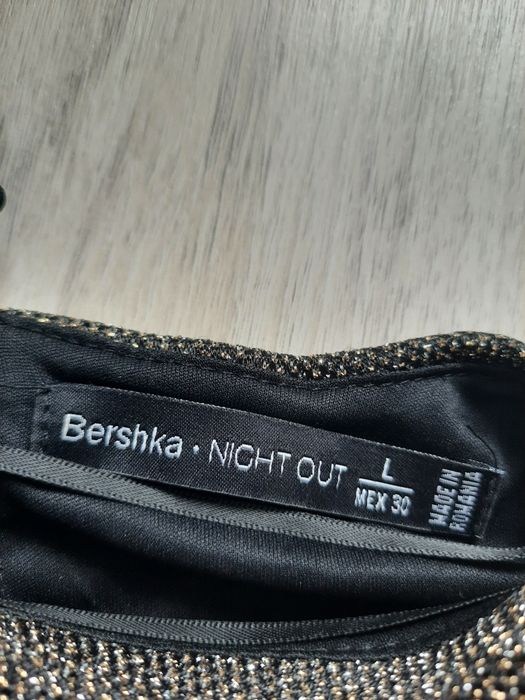 Bershka • NIGHT OUT
L
MEX 30
MADE IN
ROMANIA